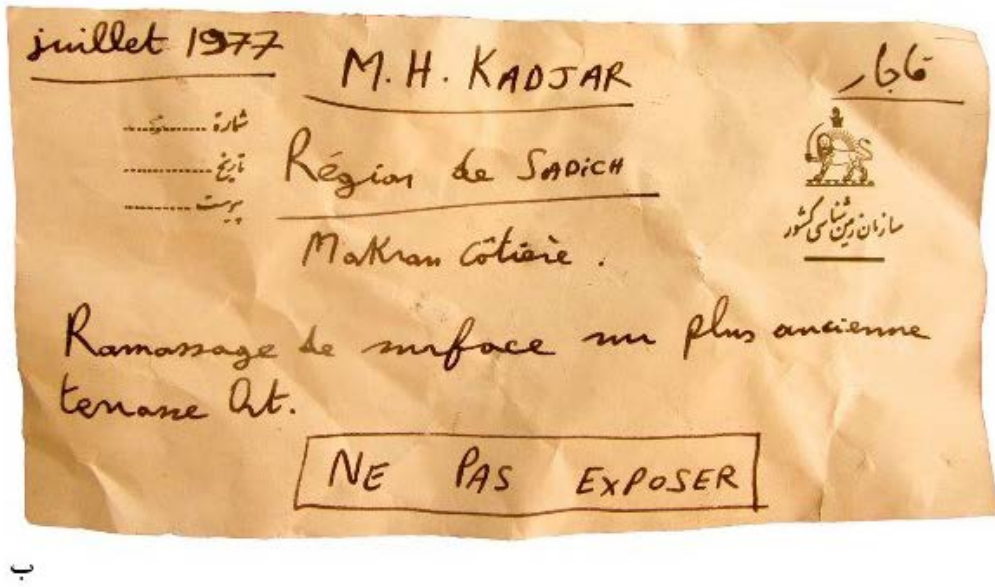 juillet 1977
M. H. KADJAR
قاجار
شماره
تاریخ
پیوست
Région de SADICH
سازمان زمین شناسی کشور
Makran côtière.
Ramassage de surface sur plus ancienne
terrasse Qt.
NE PAS EXPOSER
ب